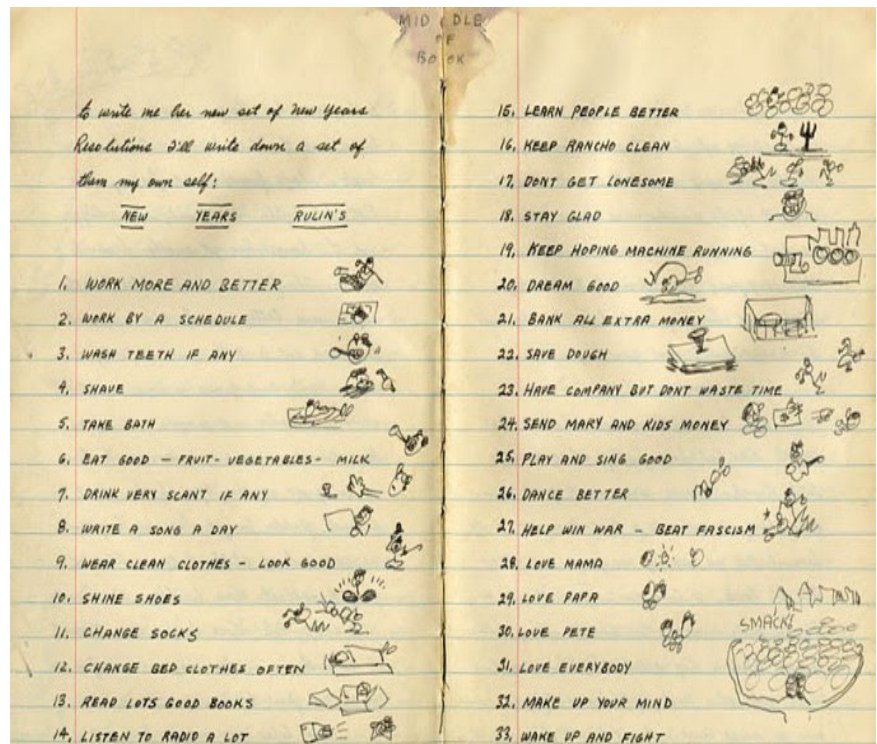 MIDDLE
OF
BOOK
to write me her new set of New Years
Resolutions I'll write down a set of
them my own self:
NEW YEARS RULIN'S
1. WORK MORE AND BETTER
2. WORK BY A SCHEDULE
3. WASH TEETH IF ANY
4. SHAVE
5. TAKE BATH
6. EAT GOOD — FRUIT - VEGETABLES - MILK
7. DRINK VERY SCANT IF ANY
8. WRITE A SONG A DAY
9. WEAR CLEAN CLOTHES - LOOK GOOD
10. SHINE SHOES
11. CHANGE SOCKS
12. CHANGE BED CLOTHES OFTEN
13. READ LOTS GOOD BOOKS
14. LISTEN TO RADIO A LOT
15. LEARN PEOPLE BETTER
16. KEEP RANCHO CLEAN
17. DONT GET LONESOME
18. STAY GLAD
19. KEEP HOPING MACHINE RUNNING
20. DREAM GOOD
21. BANK ALL EXTRA MONEY
22. SAVE DOUGH
23. HAVE COMPANY BUT DONT WASTE TIME
24. SEND MARY AND KIDS MONEY
25. PLAY AND SING GOOD
26. DANCE BETTER
27. HELP WIN WAR - BEAT FASCISM
28. LOVE MAMA
29. LOVE PAPA
30. LOVE PETE
SMACK!
31. LOVE EVERYBODY
32. MAKE UP YOUR MIND
33. WAKE UP AND FIGHT